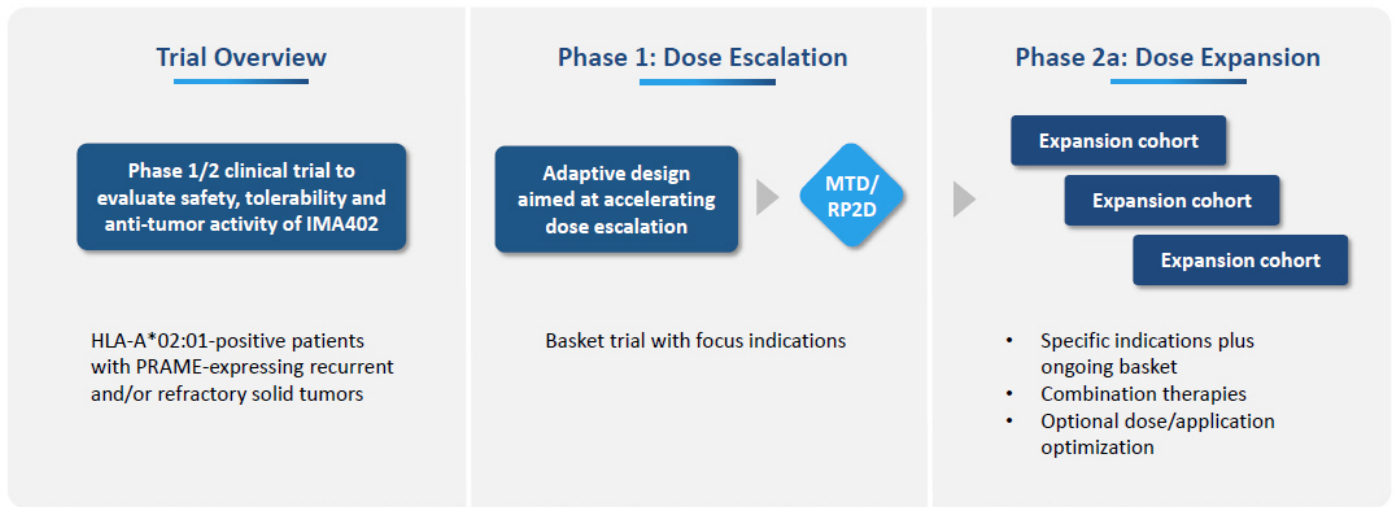 Trial Overview
Phase 1/2 clinical trial to
evaluate safety, tolerability and
anti-tumor activity of IMA402
HLA-A*02:01-positive patients
with PRAME-expressing recurrent
and/or refractory solid tumors
Phase 1: Dose Escalation
Adaptive design
aimed at accelerating
dose escalation
MTD/
RP2D
Basket trial with focus indications
Phase 2a: Dose Expansion
Expansion cohort
Expansion cohort
Expansion cohort
• Specific indications plus
ongoing basket
• Combination therapies
• Optional dose/application
optimization